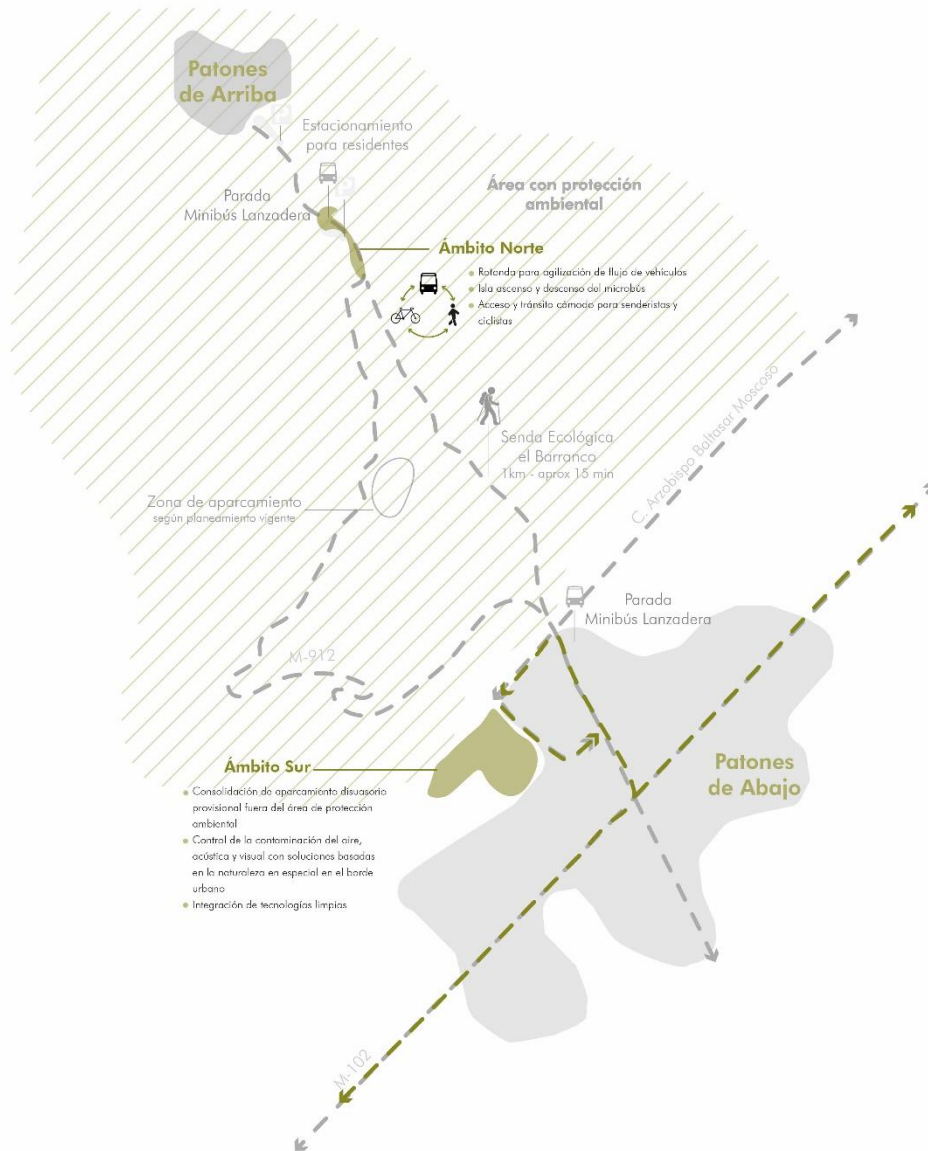 Patones
de Arriba
P
Estacionamiento
para residentes
P
Parada
Minibús Lanzadera
Área con protección
ambiental
Ámbito Norte
Rotonda para agilización de flujo de vehículos
Isla ascenso y descenso del microbús
Acceso y tránsito cómodo para senderistas y
ciclistas
C. Arzobispo Baltasar Moscoso
Senda Ecológica
el Barranco
1km - aprox 15 min
Zona de aparcamiento
según planeamiento vigente
Parada
Minibús Lanzadera
M-912
Ámbito Sur
Consolidación de aparcamiento disuasorio
provisional fuera del área de protección
ambiental
Control de la contaminación del aire,
acústica y visual con soluciones basadas
en la naturaleza en especial en el borde
urbano
Integración de tecnologías limpias
Patones
de Abajo
M-102